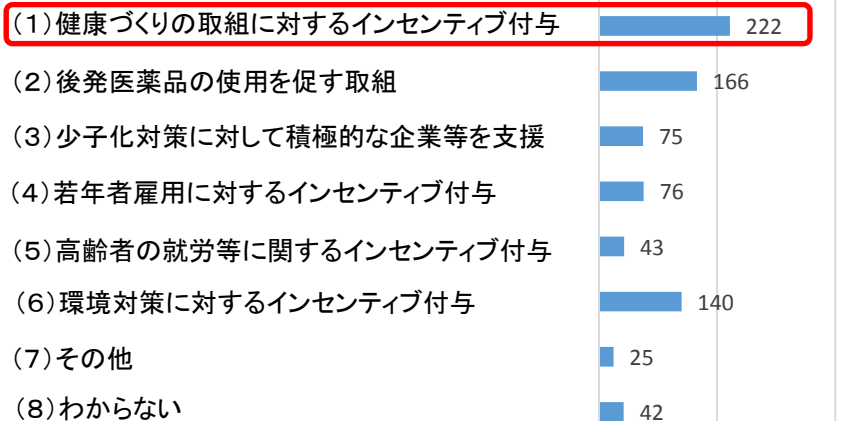 (1)健康づくりの取組に対するインセンティブ付与 222
(2)後発医薬品の使用を促す取組 166
(3)少子化対策に対して積極的な企業等を支援 75
(4)若年者雇用に対するインセンティブ付与 76
(5)高齢者の就労等に関するインセンティブ付与 43
(6)環境対策に対するインセンティブ付与 140
(7)その他 25
(8)わからない 42